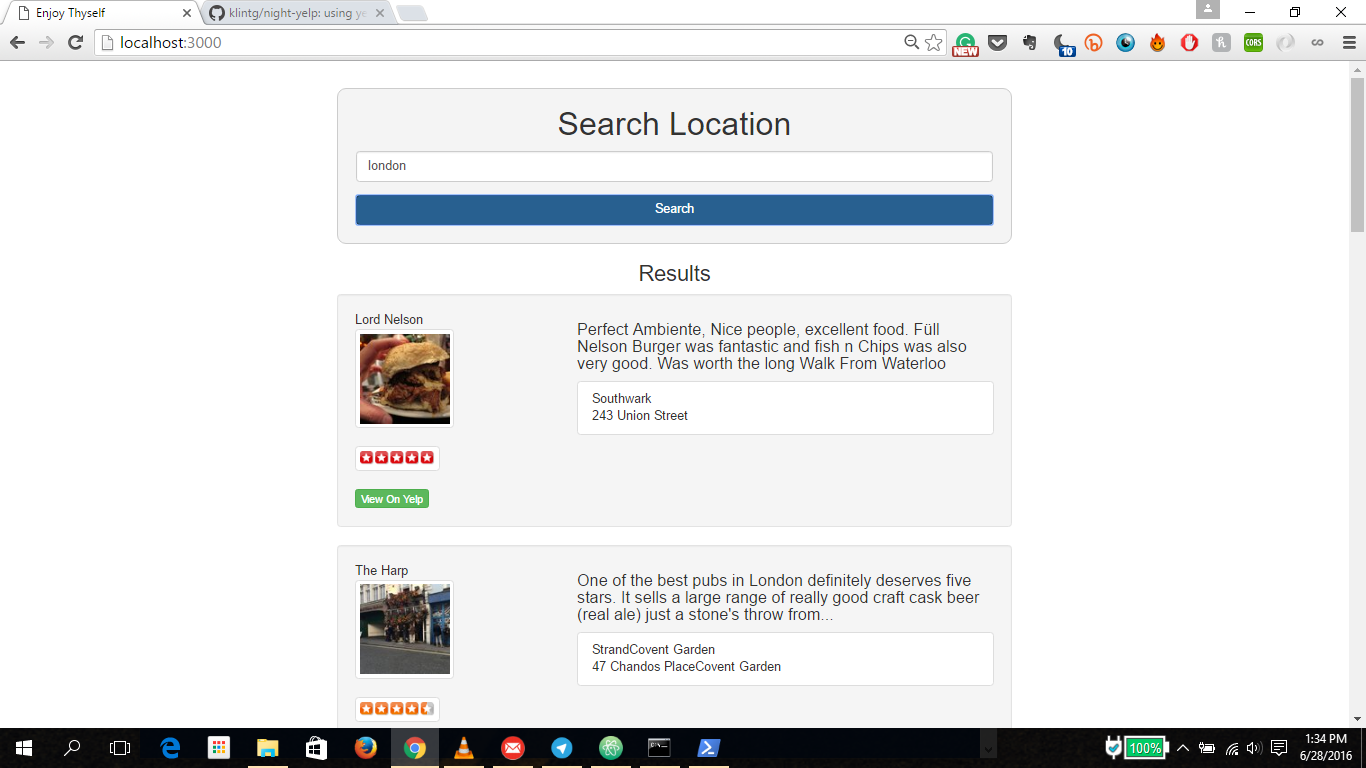 Enjoy Thyself
klintg/night-yelp: using ye
localhost:3000
NEW
10
CORS
Search Location
london
Search
Results
Lord Nelson
Perfect Ambiente, Nice people, excellent food. Füll
Nelson Burger was fantastic and fish n Chips was also
very good. Was worth the long Walk From Waterloo
Southwark
243 Union Street
View On Yelp
The Harp
One of the best pubs in London definitely deserves five
stars. It sells a large range of really good craft cask beer
(real ale) just a stone's throw from...
StrandCovent Garden
47 Chandos PlaceCovent Garden
100%
1:34 PM
6/28/2016